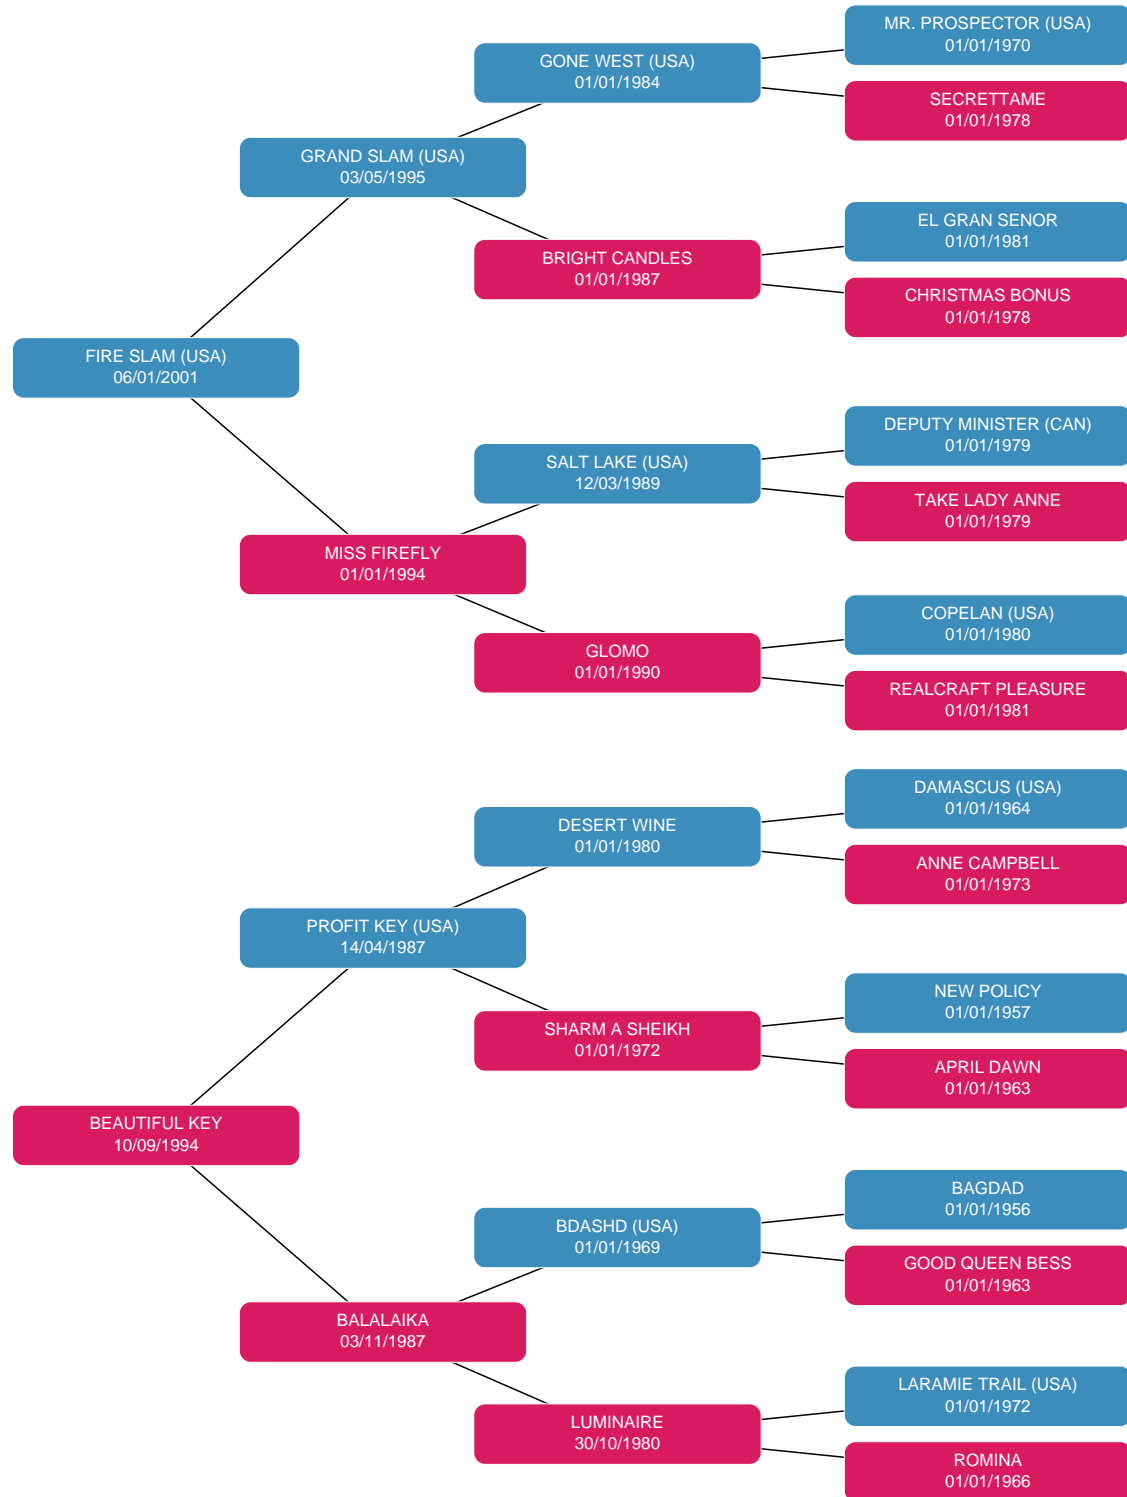 MR. PROSPECTOR (USA)
01/01/1970
GONE WEST (USA)
01/01/1984
SECRETTAME
01/01/1978
GRAND SLAM (USA)
03/05/1995
EL GRAN SENOR
01/01/1981
BRIGHT CANDLES
01/01/1987
CHRISTMAS BONUS
01/01/1978
FIRE SLAM (USA)
06/01/2001
DEPUTY MINISTER (CAN)
01/01/1979
SALT LAKE (USA)
12/03/1989
TAKE LADY ANNE
01/01/1979
MISS FIREFLY
01/01/1994
COPELAN (USA)
01/01/1980
GLOMO
01/01/1990
REALCRAFT PLEASURE
01/01/1981
DAMASCUS (USA)
01/01/1964
DESERT WINE
01/01/1980
ANNE CAMPBELL
01/01/1973
PROFIT KEY (USA)
14/04/1987
NEW POLICY
01/01/1957
SHARM A SHEIKH
01/01/1972
APRIL DAWN
01/01/1963
BEAUTIFUL KEY
10/09/1994
BAGDAD
01/01/1956
BDASHD (USA)
01/01/1969
GOOD QUEEN BESS
01/01/1963
BALALAIKA
03/11/1987
LARAMIE TRAIL (USA)
01/01/1972
LUMINAIRE
30/10/1980
ROMINA
01/01/1966